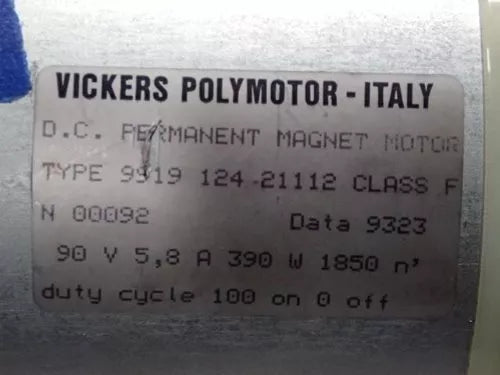 VICKERS POLYMOTOR - ITALY
D.C. PERMANENT MAGNET MOTOR
TYPE 9919 124 21112 CLASS F
N 00092 Data 9323
90 V 5,8 A 390 W 1850 n'
duty cycle 100 on 0 off